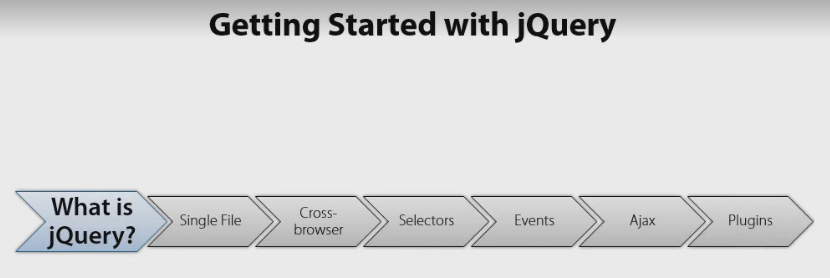 Getting Started with jQuery
What is
jQuery?
Single File
Cross-
browser
Selectors
Events
Ajax
Plugins